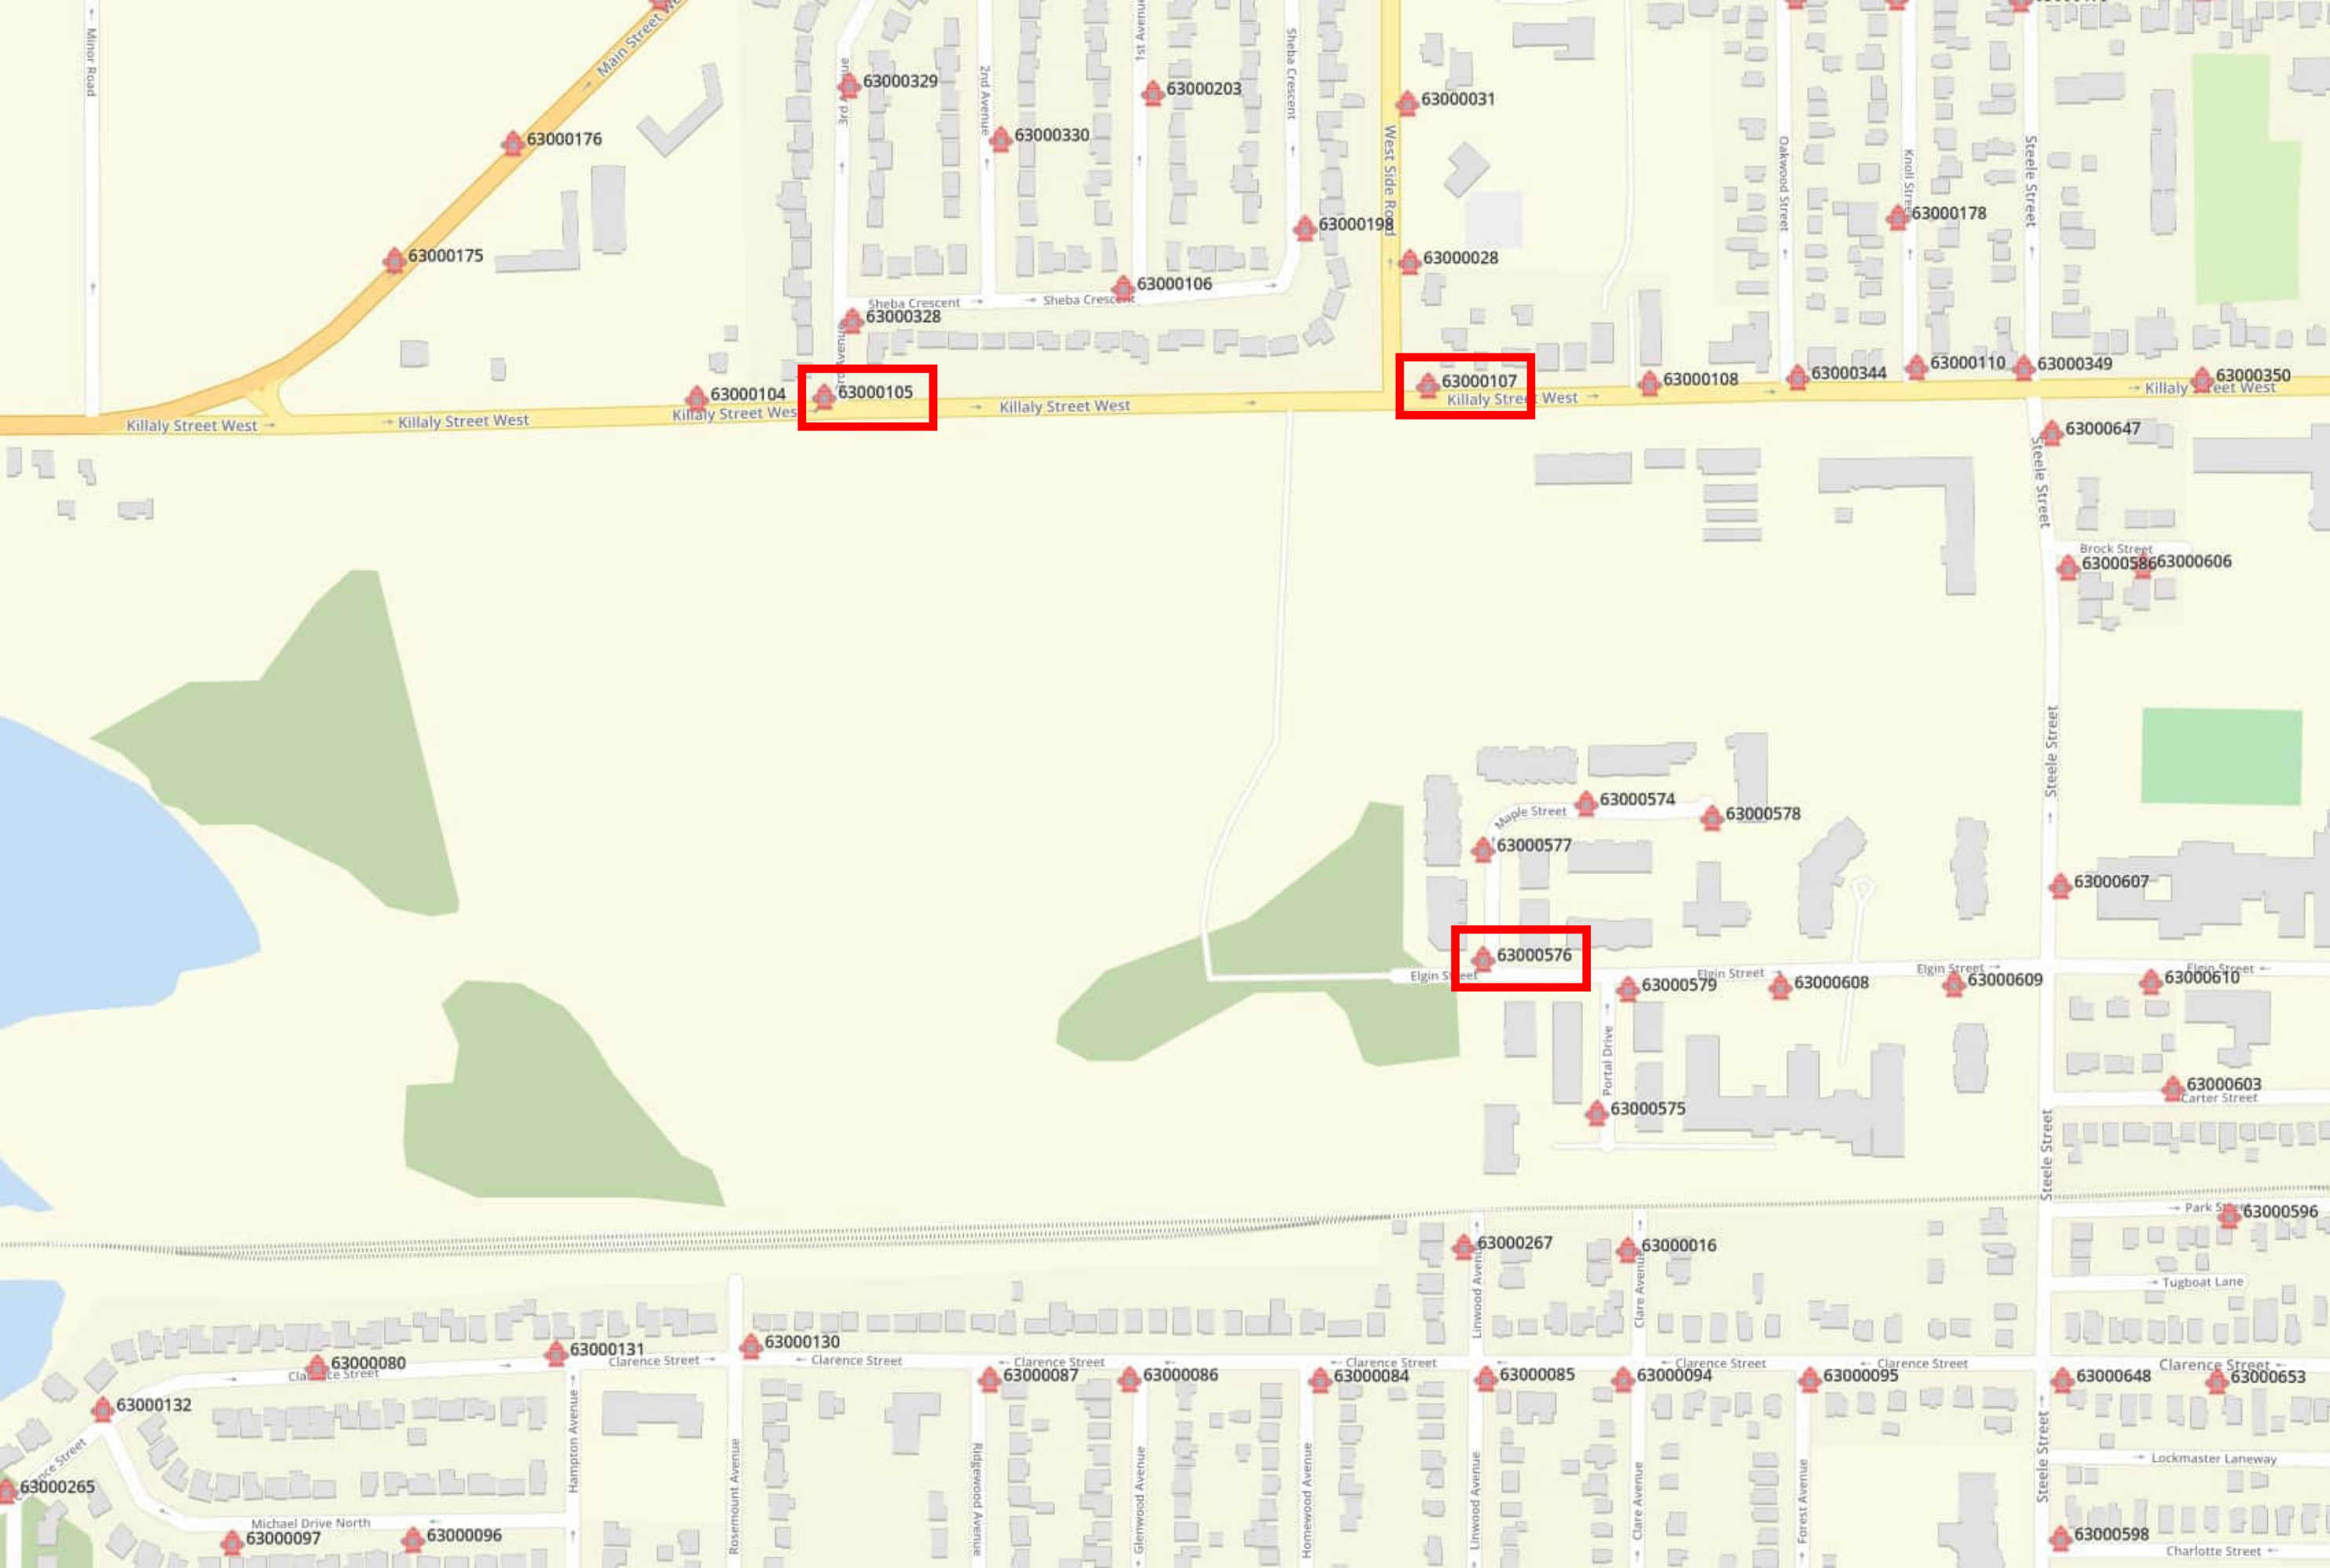 Minor Road
Main Street We
63000329
63000203
3rd Avenue
2nd Avenue
1st Avenue
Sheba Crescent
63000031
63000176
63000330
West Side Road
Oakwood Street
Knoll Street
Steele Street
63000198
63000178
63000175
63000028
63000106
Sheba Crescent
Sheba Crescent
63000328
63000104
63000105
63000107
63000108
63000344
63000110
63000349
63000350
Killaly Street West
Killaly Street West
Killaly Street West
Killaly Street West
Killaly Street West
Killaly Street West
63000647
Steele Street
Brock Street
63000586
63000606
Steele Street
63000574
Maple Street
63000578
63000577
63000607
63000576
Elgin Street
Elgin Street
Elgin Street
Elgin Street
63000579
63000608
63000609
63000610
Portal Drive
63000575
63000603
Carter Street
Steele Street
Park S
63000596
63000267
63000016
Linwood Avenue
Clare Avenue
Tugboat Lane
63000130
63000131
Clarence Street
Clarence Street
Clarence Street
Clarence Street
Clarence Street
Clarence Street
Clarence Street
63000080
Clarence Street
63000087
63000086
63000084
63000085
63000094
63000095
63000648
63000653
63000132
Hampton Avenue
Rosemount Avenue
Ridgewood Avenue
Glenwood Avenue
Homewood Avenue
Linwood Avenue
Clare Avenue
Forest Avenue
Steele Street
Lockmaster Laneway
ence Street
63000265
Michael Drive North
63000097
63000096
63000598
Charlotte Street